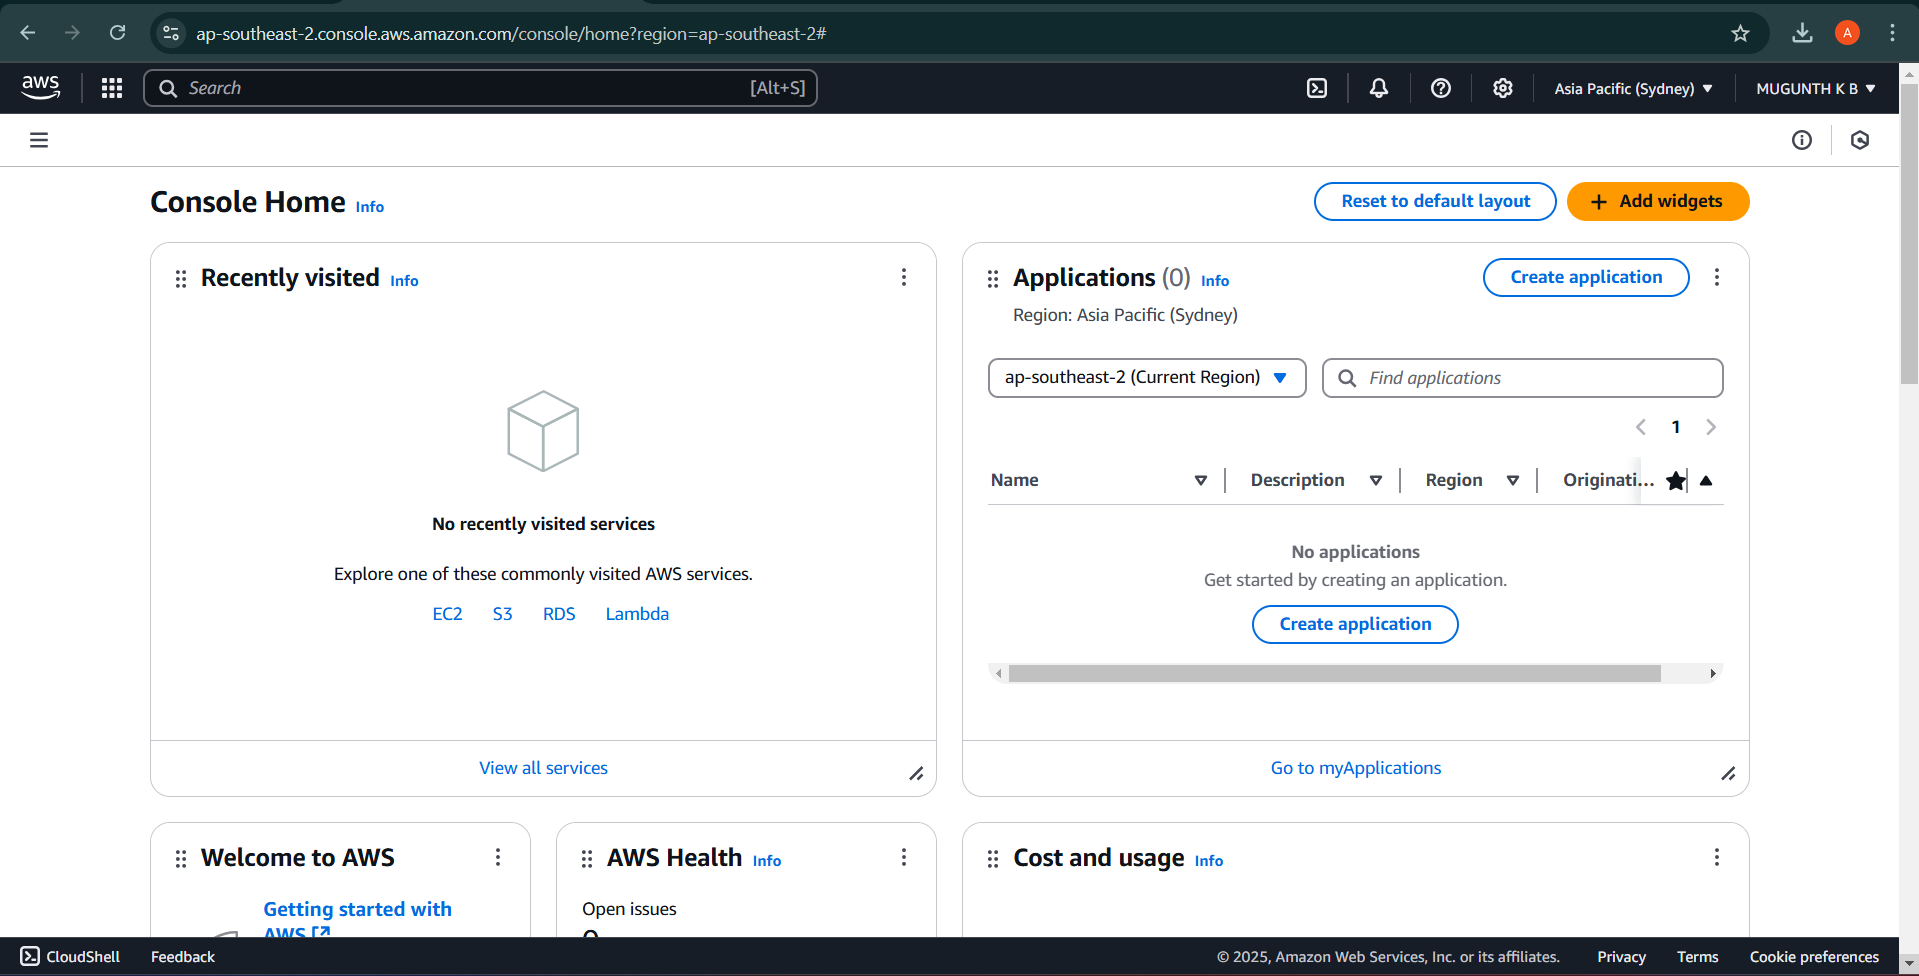 ap-southeast-2.console.aws.amazon.com/console/home?region=ap-southeast-2#
A
aws
Search [Alt+S]
Asia Pacific (Sydney)
MUGUNTH K B
Console Home Info
Reset to default layout
Add widgets
Recently visited Info
No recently visited services
Explore one of these commonly visited AWS services.
EC2 S3 RDS Lambda
View all services
Applications (0) Info
Create application
Region: Asia Pacific (Sydney)
ap-southeast-2 (Current Region)
Find applications
1
Name Description Region Originati...
No applications
Get started by creating an application.
Create application
Go to myApplications
Welcome to AWS
Getting started with
AWS
AWS Health Info
Open issues
Cost and usage Info
CloudShell Feedback
© 2025, Amazon Web Services, Inc. or its affiliates. Privacy Terms Cookie preferences